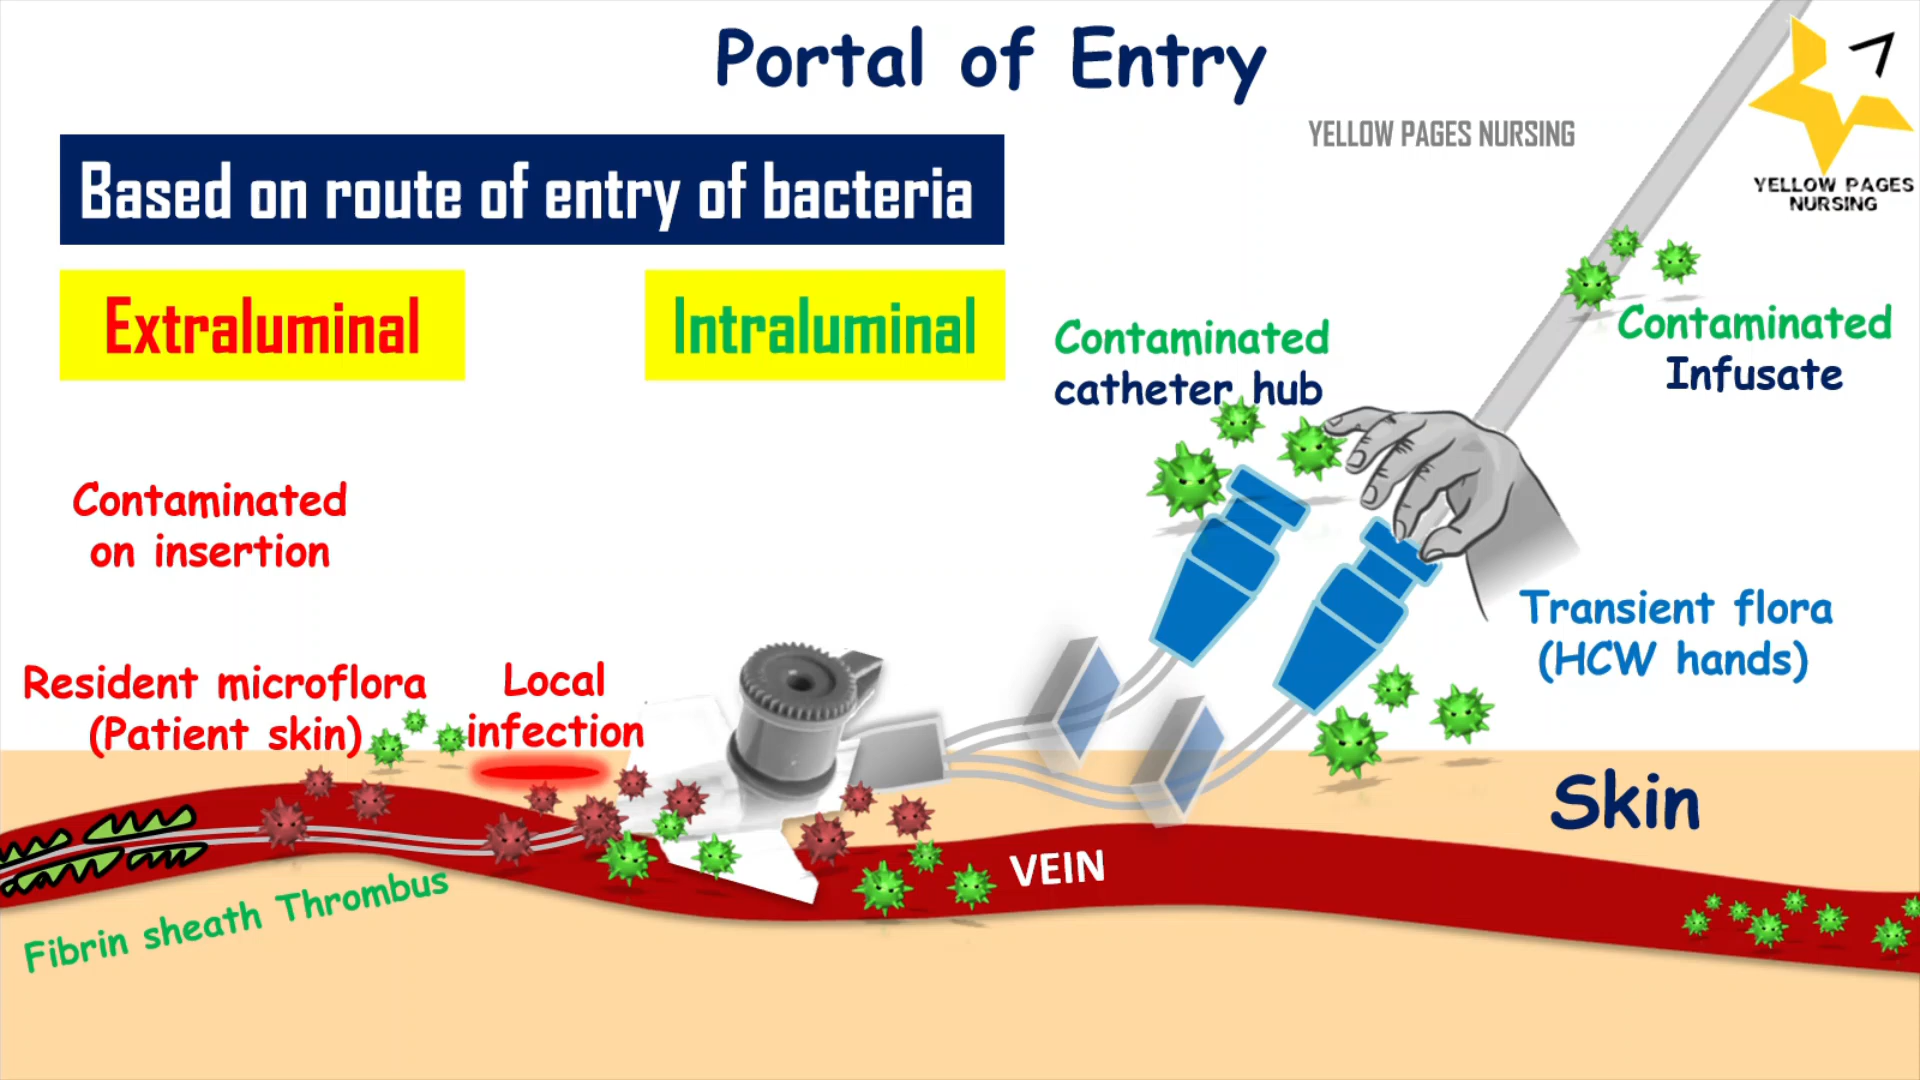 Portal of Entry
YELLOW PAGES NURSING
YELLOW PAGES
NURSING
Based on route of entry of bacteria
Extraluminal
Intraluminal
Contaminated
catheter hub
Contaminated
Infusate
Contaminated
on insertion
Transient flora
(HCW hands)
Resident microflora
(Patient skin)
Local
infection
Skin
VEIN
Fibrin sheath Thrombus